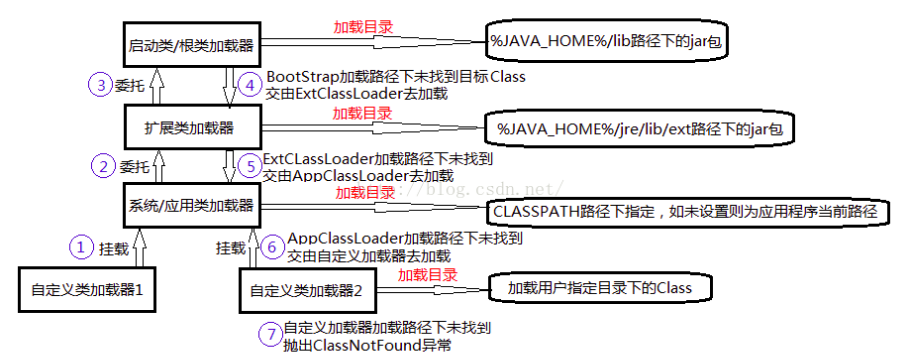 加载目录
启动类/根类加载器
%JAVA_HOME%/lib路径下的jar包
③ 委托
④ BootStrap加载路径下未找到目标Class
交由ExtClassLoader去加载
加载目录
扩展类加载器
%JAVA_HOME%/jre/lib/ext路径下的jar包
② 委托
⑤ ExtCLassLoader加载路径下未找到
交由AppClassLoader去加载
://blog.csdn.net/
加载目录
系统/应用类加载器
CLASSPATH路径下指定，如未设置则为应用程序当前路径
① 挂载
挂载
⑥ AppClassLoader加载路径下未找到
交由自定义加载器去加载
加载目录
自定义类加载器1
自定义类加载器2
加载用户指定目录下的Class
⑦ 自定义加载器加载路径下未找到
抛出ClassNotFound异常